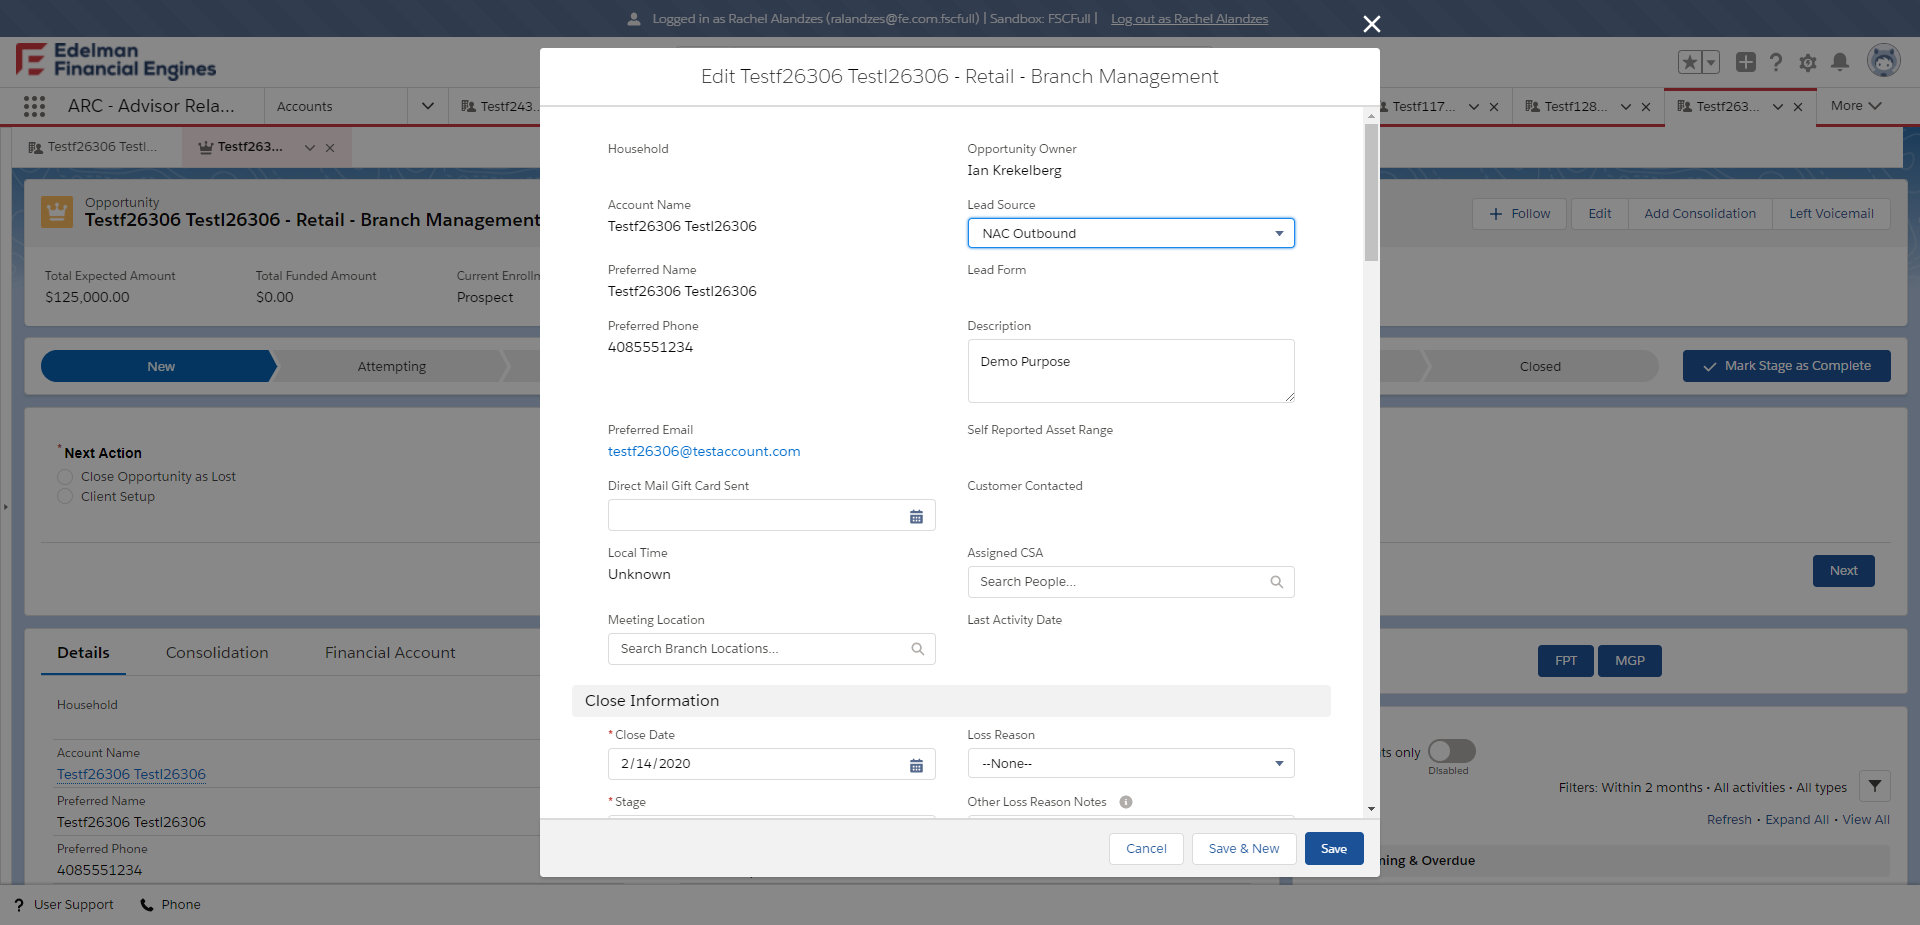 Logged in as Rachel Alandzes (ralandzes@fe.com.fscfull) | Sandbox: FSCFull | Log out as Rachel Alandzes
Edelman
Financial Engines
ARC - Advisor Rela...
Accounts
Testf243...
Testf117...
Testf128...
Testf263...
More
Testf26306 Testl...
Testf263...
Opportunity
Testf26306 Testl26306 - Retail - Branch Management
Follow
Edit
Add Consolidation
Left Voicemail
Total Expected Amount
$125,000.00
Total Funded Amount
$0.00
Current Enrolln
Prospect
New
Attempting
Closed
Mark Stage as Complete
*Next Action
Close Opportunity as Lost
Client Setup
Next
Details
Consolidation
Financial Account
FPT
MGP
Household
Account Name
Testf26306 Testl26306
Preferred Name
Testf26306 Testl26306
Preferred Phone
4085551234
ts only
Disabled
Filters: Within 2 months • All activities • All types
Refresh • Expand All • View All
ning & Overdue
Edit Testf26306 Testl26306 - Retail - Branch Management
Household
Opportunity Owner
Ian Krekelberg
Account Name
Testf26306 Testl26306
Lead Source
NAC Outbound
Preferred Name
Testf26306 Testl26306
Lead Form
Preferred Phone
4085551234
Description
Demo Purpose
Preferred Email
testf26306@testaccount.com
Self Reported Asset Range
Direct Mail Gift Card Sent
Customer Contacted
Local Time
Unknown
Assigned CSA
Search People...
Meeting Location
Search Branch Locations...
Last Activity Date
Close Information
*Close Date
2/14/2020
Loss Reason
--None--
*Stage
Other Loss Reason Notes
Cancel
Save & New
Save
User Support
Phone